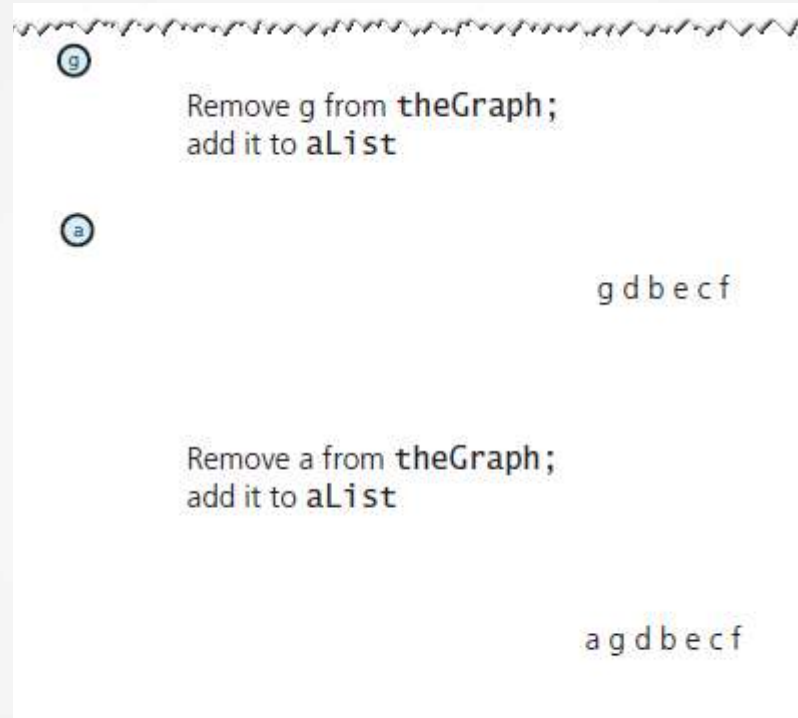 g
Remove g from theGraph;
add it to aList
a
g d b e c f
Remove a from theGraph;
add it to aList
a g d b e c f